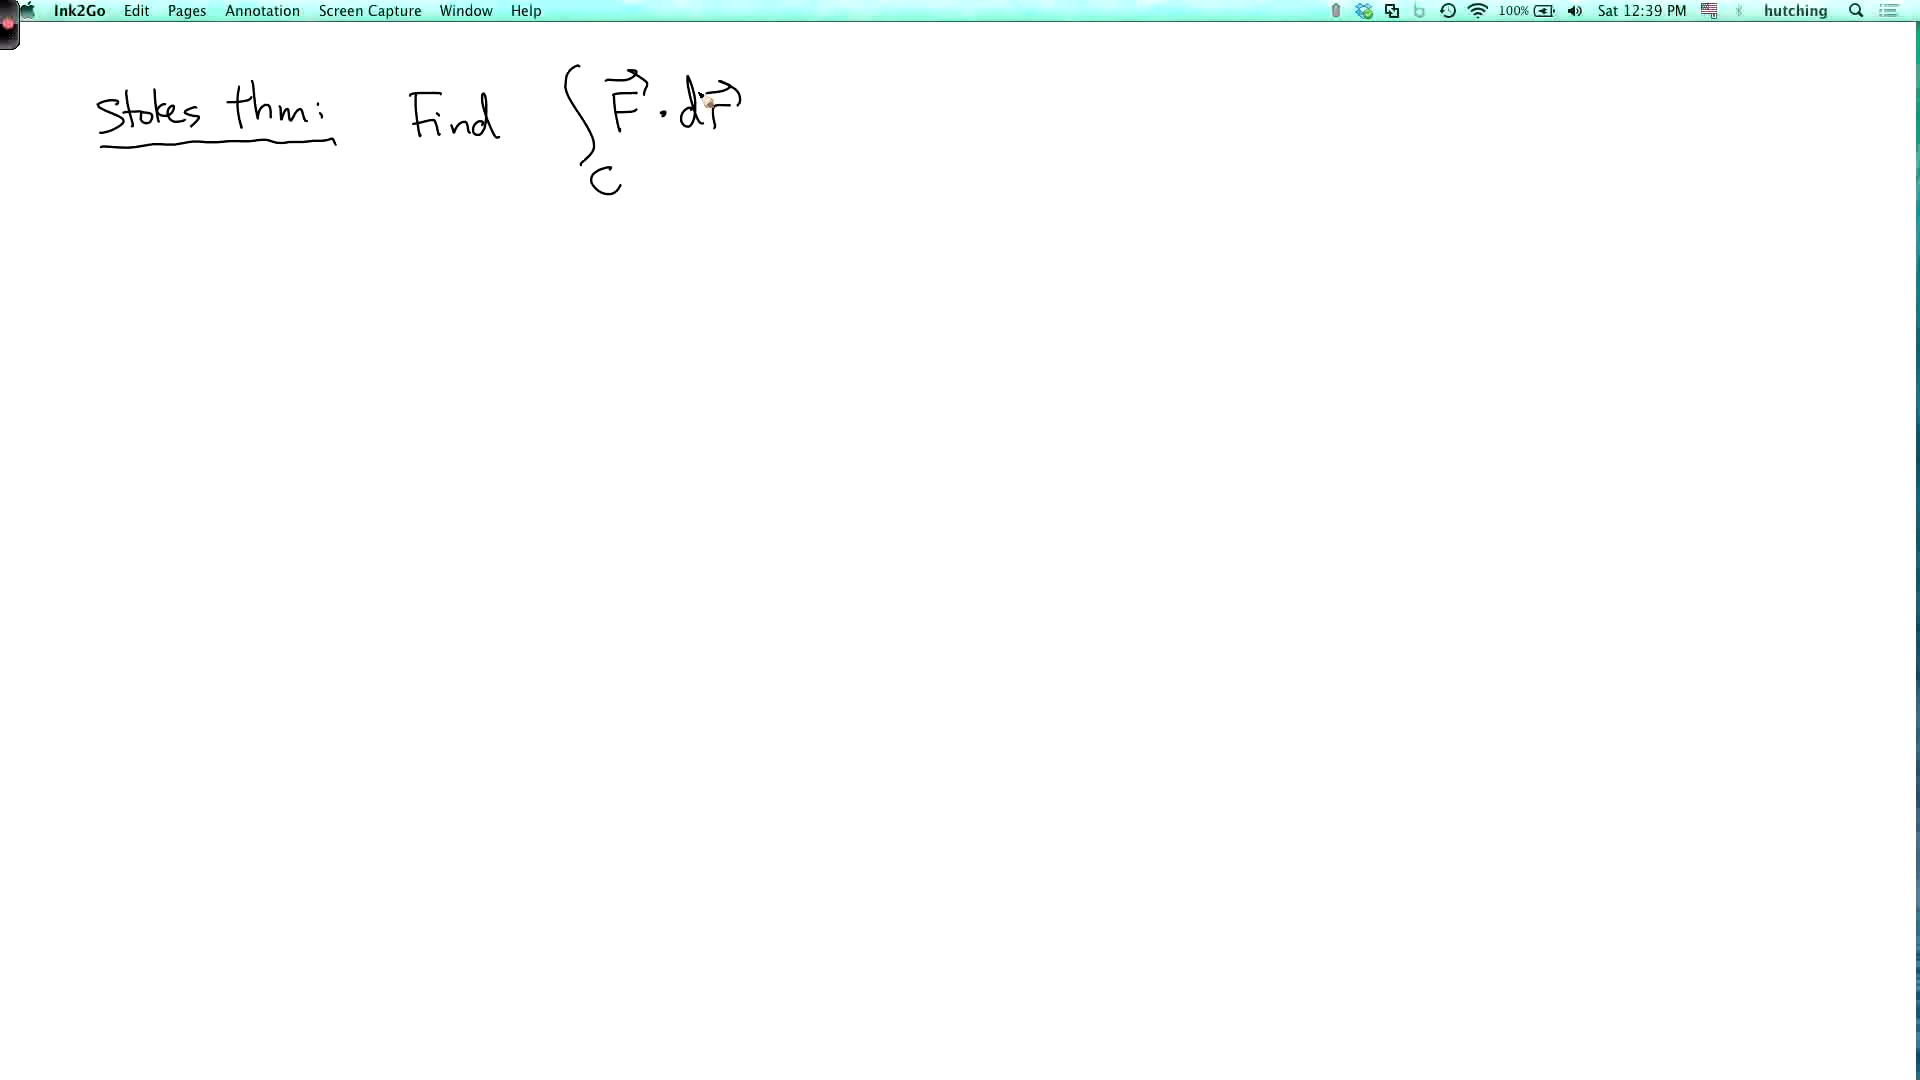 Ink2Go Edit Pages Annotation Screen Capture Window Help 100% Sat 12:39 PM hutching
Stokes thm: Find ∫_C F⃗ · dr⃗